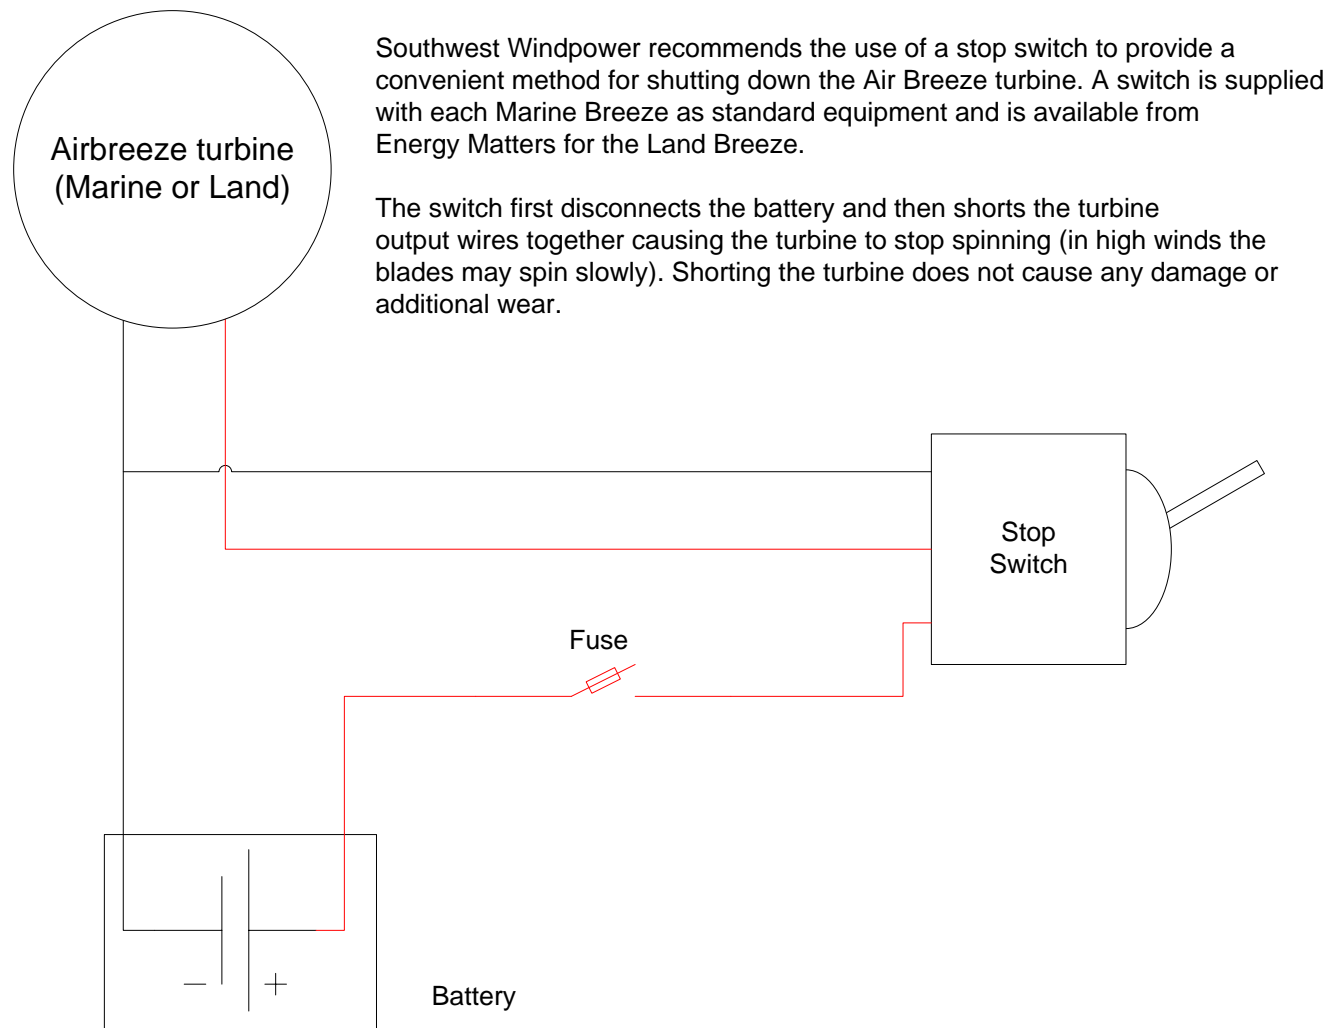 Southwest Windpower recommends the use of a stop switch to provide a
convenient method for shutting down the Air Breeze turbine. A switch is supplied
with each Marine Breeze as standard equipment and is available from
Energy Matters for the Land Breeze.
The switch first disconnects the battery and then shorts the turbine
output wires together causing the turbine to stop spinning (in high winds the
blades may spin slowly). Shorting the turbine does not cause any damage or
additional wear.
Airbreeze turbine
(Marine or Land)
Stop
Switch
Fuse
− +
Battery